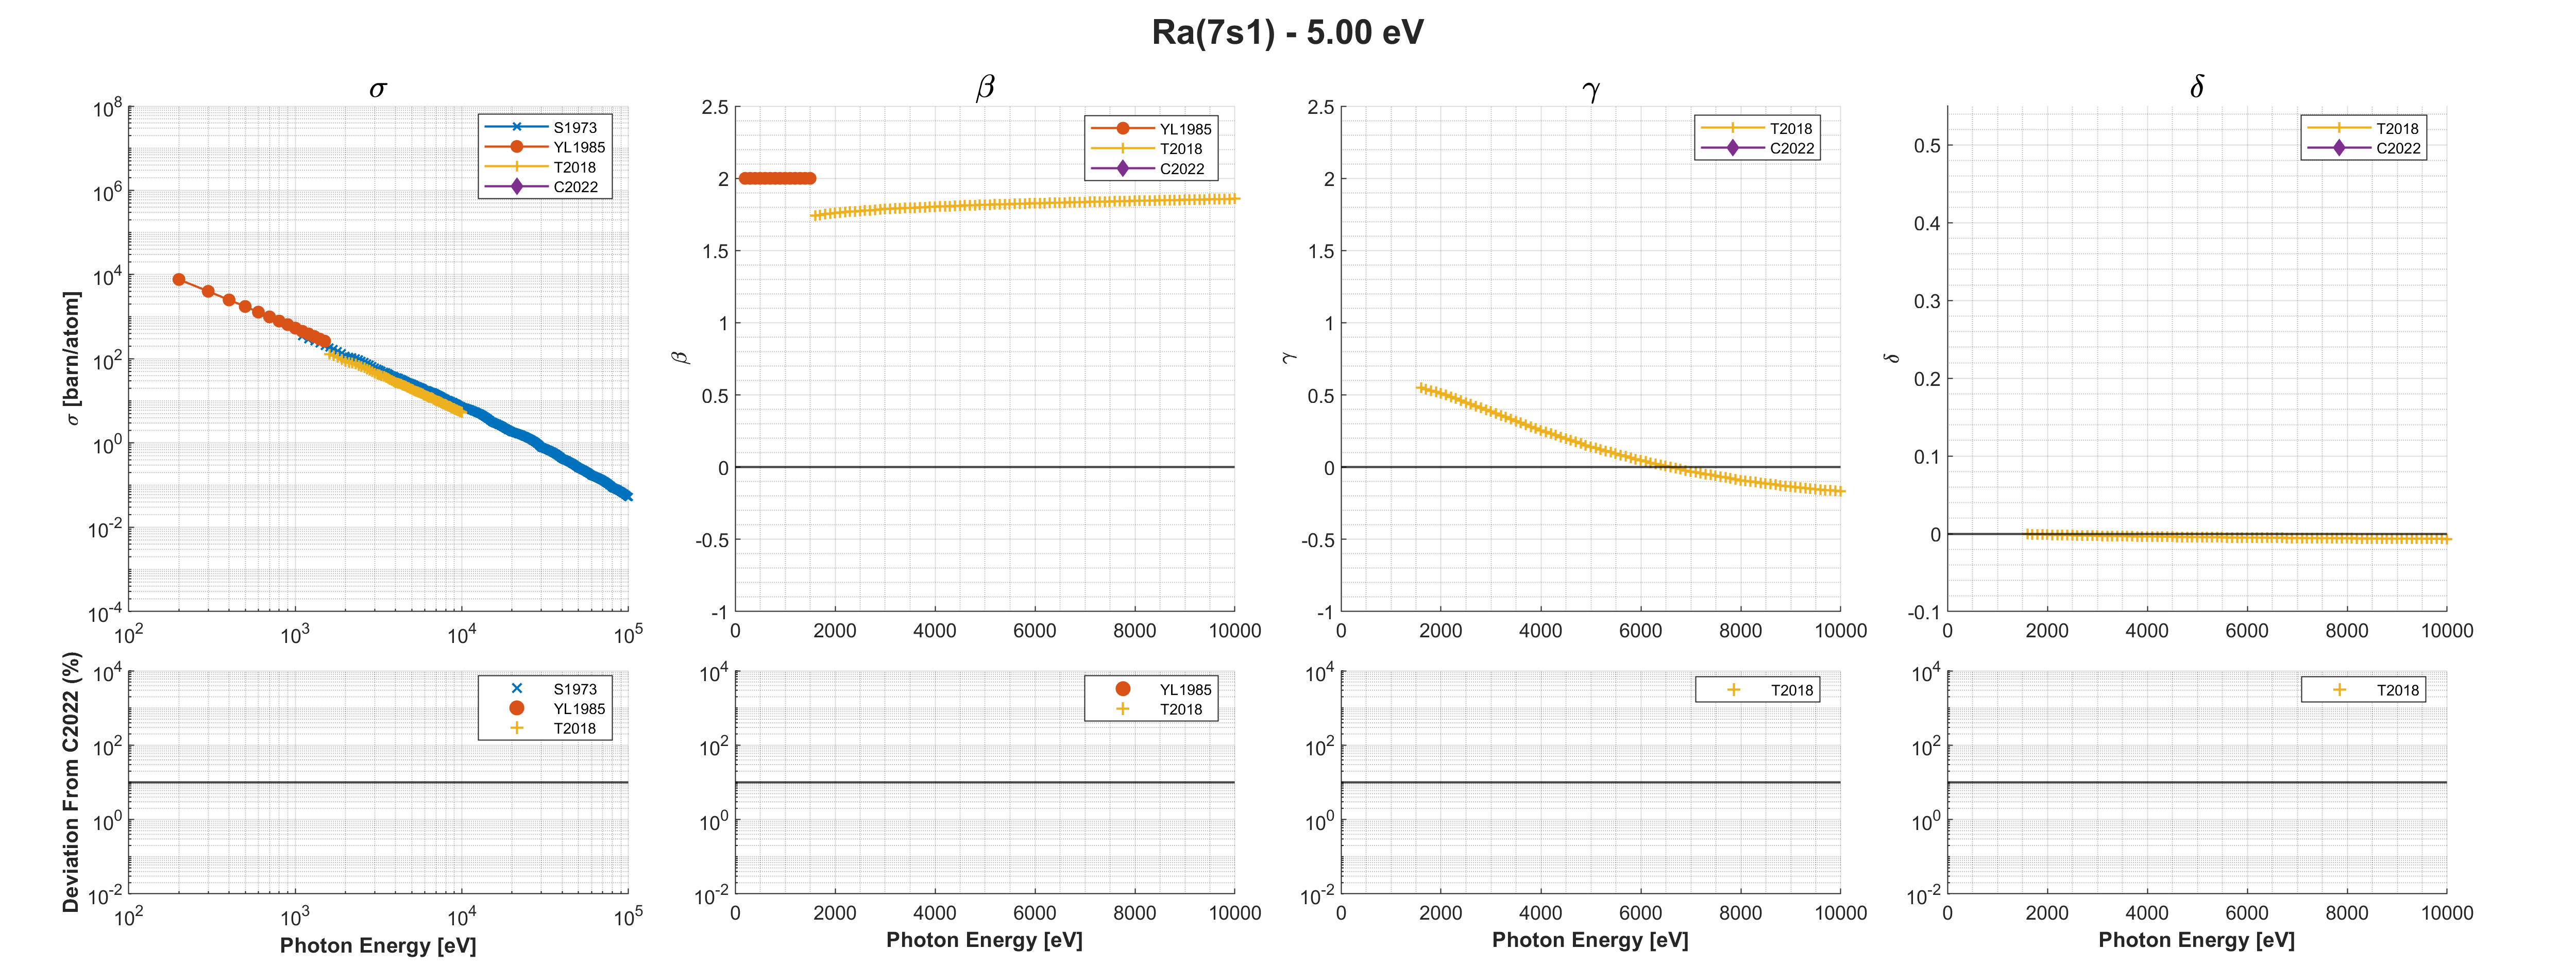 Ra(7s1) - 5.00 eV
σ
β
γ
δ
σ [barn/atom]
10^8
10^6
10^4
10^2
10^0
10^-2
10^-4
10^2
10^3
10^4
10^5
S1973
YL1985
T2018
C2022
β
2.5
2
1.5
1
0.5
0
-0.5
-1
0
2000
4000
6000
8000
10000
YL1985
T2018
C2022
γ
2.5
2
1.5
1
0.5
0
-0.5
-1
0
2000
4000
6000
8000
10000
T2018
C2022
δ
0.5
0.4
0.3
0.2
0.1
0
-0.1
0
2000
4000
6000
8000
10000
T2018
C2022
Deviation From C2022 (%)
10^4
10^2
10^0
10^-2
10^2
10^3
10^4
10^5
Photon Energy [eV]
S1973
YL1985
T2018
10^4
10^2
10^0
10^-2
0
2000
4000
6000
8000
10000
Photon Energy [eV]
YL1985
T2018
10^4
10^2
10^0
10^-2
0
2000
4000
6000
8000
10000
Photon Energy [eV]
T2018
10^4
10^2
10^0
10^-2
0
2000
4000
6000
8000
10000
Photon Energy [eV]
T2018